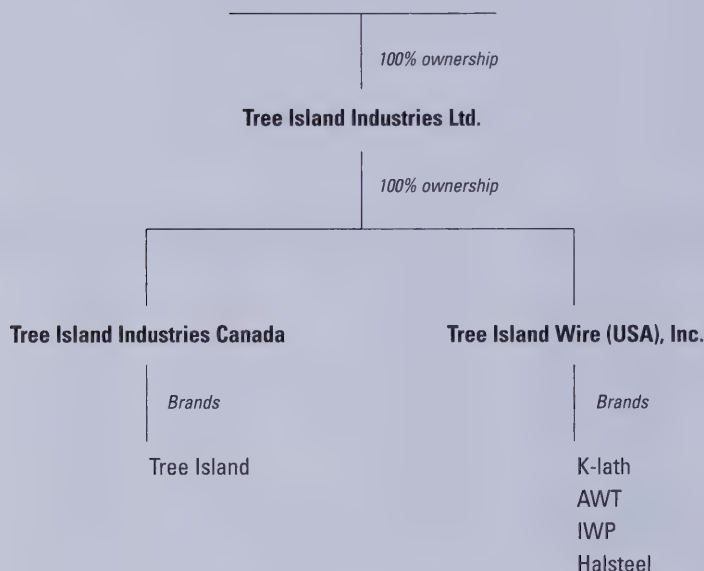 100% ownership
Tree Island Industries Ltd.
100% ownership
Tree Island Industries Canada
Tree Island Wire (USA), Inc.
Brands
Brands
Tree Island
K-lath
AWT
IWP
Halsteel